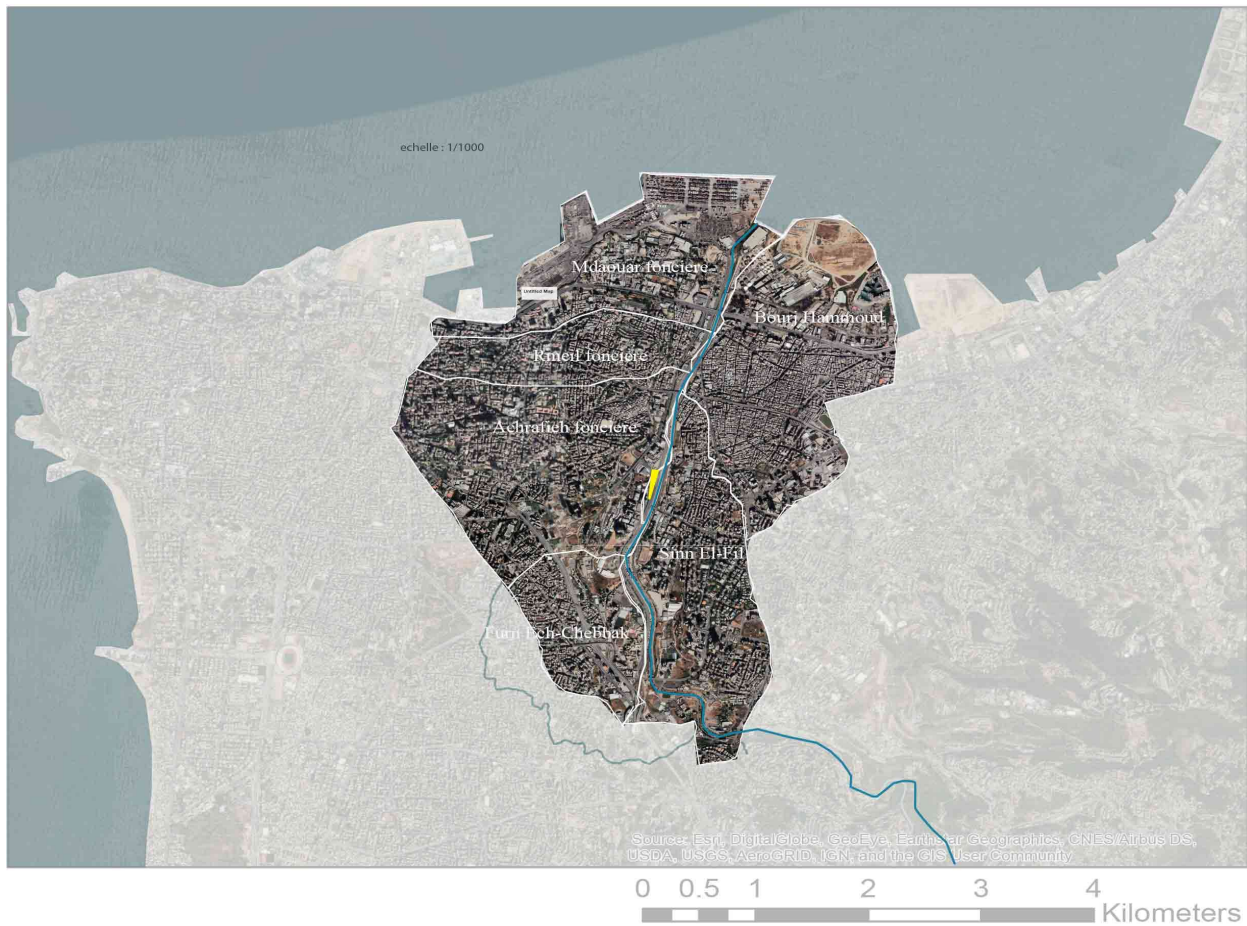 echelle : 1/1000
Mdaouar fonciere
Untitled Map
Bourj Hammoud
Rmeil fonciere
Achrafieh fonciere
Sinn El-Fil
Furn Ech-Chebbak
Source: Esri, DigitalGlobe, GeoEye, Earthstar Geographics, CNES/Airbus DS,
USDA, USGS, AeroGRID, IGN, and the GIS User Community
0 0.5 1 2 3 4
Kilometers